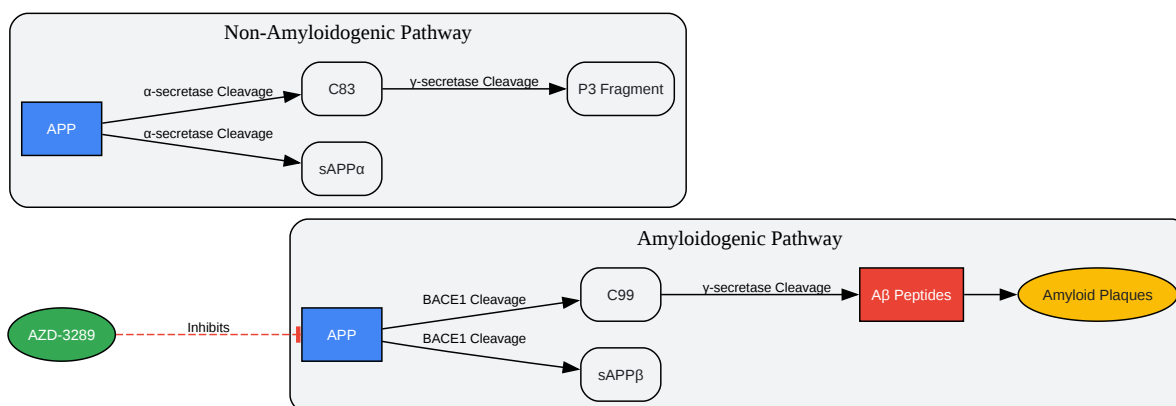 Non-Amyloidogenic Pathway
APP
α-secretase Cleavage
α-secretase Cleavage
C83
sAPPα
γ-secretase Cleavage
P3 Fragment
Amyloidogenic Pathway
AZD-3289
Inhibits
APP
BACE1 Cleavage
BACE1 Cleavage
C99
sAPPβ
γ-secretase Cleavage
Aβ Peptides
Amyloid Plaques